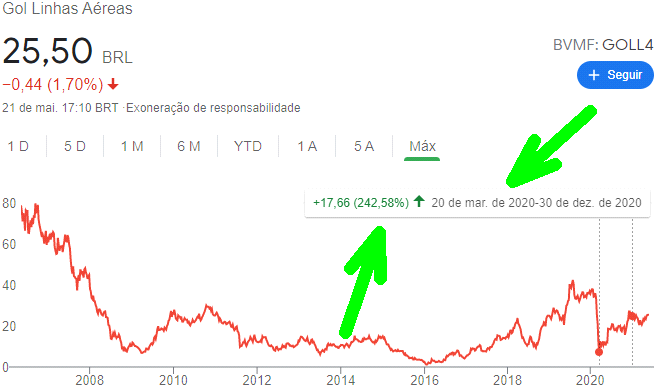 Gol Linhas Aéreas
25,50 BRL
BVMF: GOLL4
−0,44 (1,70%)
+ Seguir
21 de mai. 17:10 BRT ·Exoneração de responsabilidade
1 D 5 D 1 M 6 M YTD 1 A 5 A Máx
+17,66 (242,58%) 20 de mar. de 2020-30 de dez. de 2020
80
60
40
20
0
2008 2010 2012 2014 2016 2018 2020